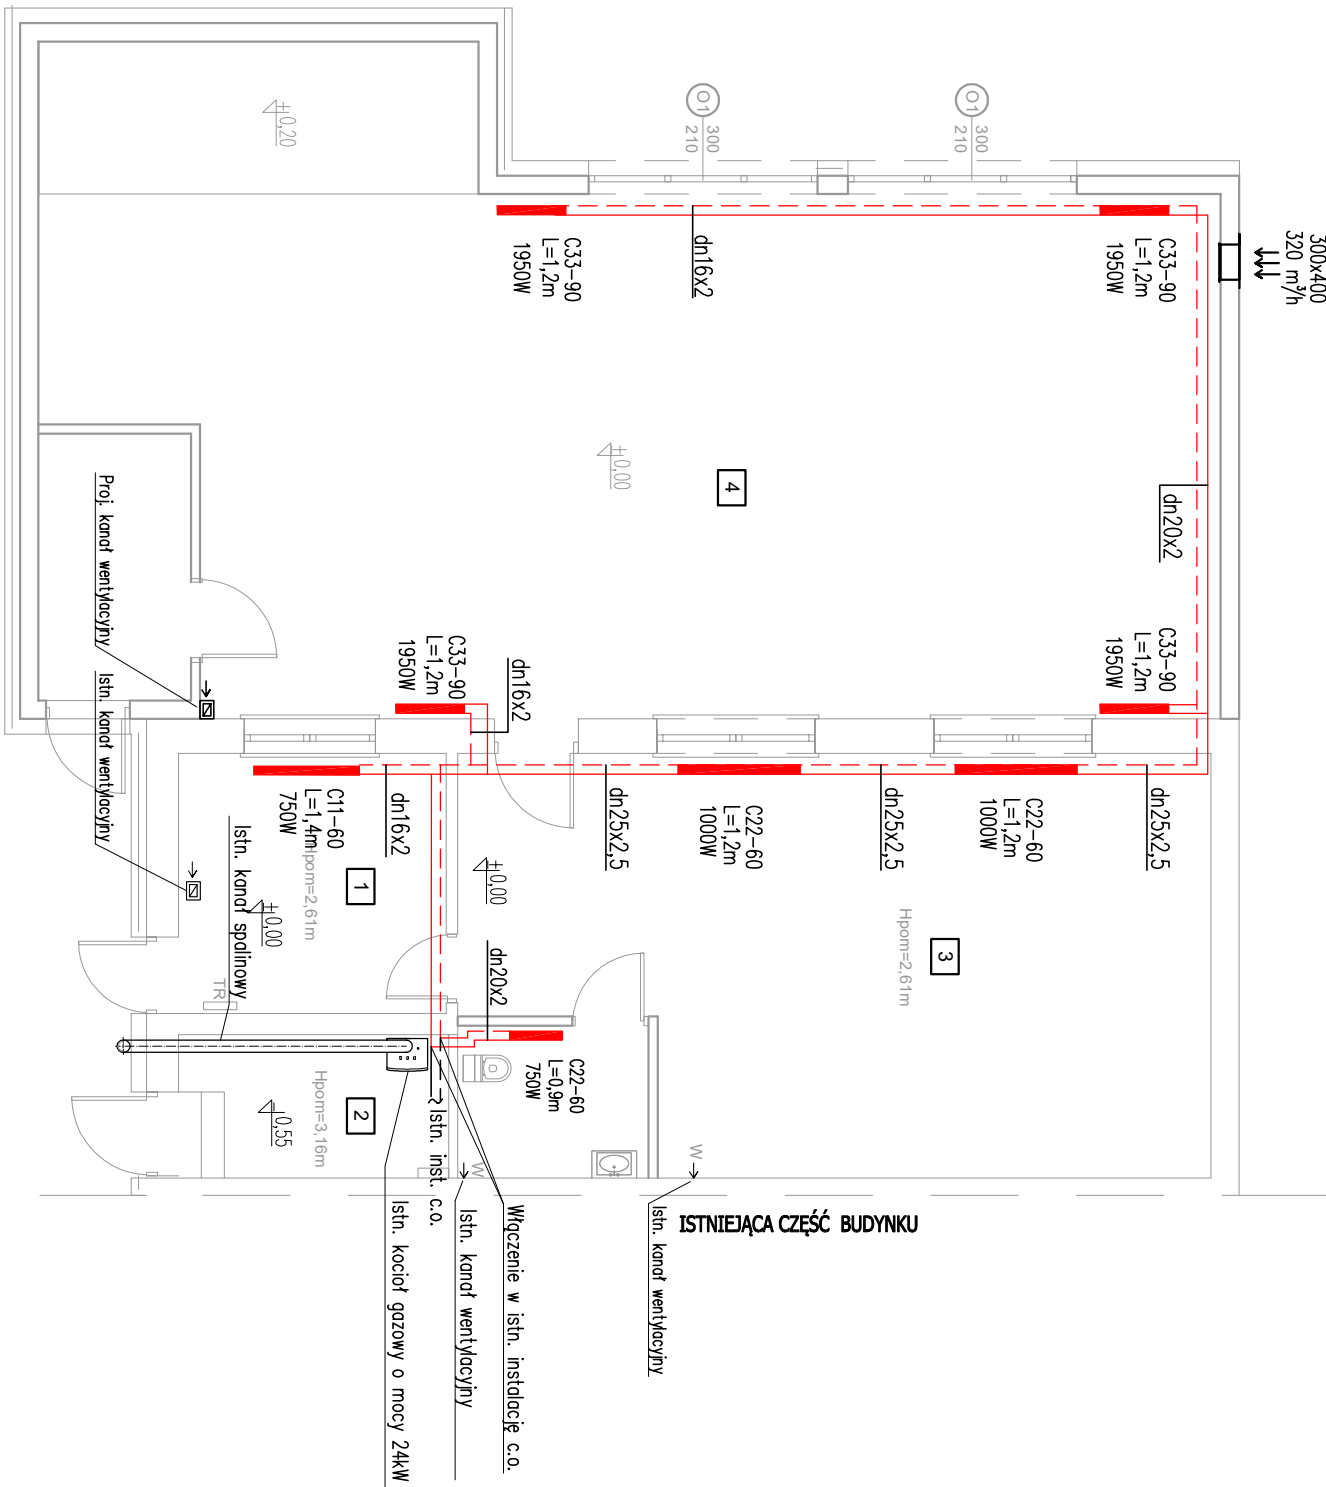 300x400
320 m³/h
O1
300
210
O1
300
210
±0,20
C33-90
L=1,2m
1950W
dn16x2
C33-90
L=1,2m
1950W
±0,00
4
dn20x2
Proj. kanał wentylacyjny
Istn. kanał wentylacyjny
C33-90
L=1,2m
1950W
dn16x2
C33-90
L=1,2m
1950W
C11-60
L=1,4m
750W
dn16x2
dn25x2,5
C22-60
L=1,2m
1000W
dn25x2,5
C22-60
L=1,2m
1000W
dn25x2,5
Istn. kanał spalinowy
Hpom=2,61m
1
±0,00
±0,00
Hpom=2,61m
3
TR
dn20x2
C22-60
L=0,9m
750W
Hpom=3,16m
2
-0,55
Istn. inst. c.o.
W
W
Włączenie w istn. instalację c.o.
Istn. kanał wentylacyjny
Istn. kocioł gazowy o mocy 24kW
Istn. kanał wentylacyjny
ISTNIEJĄCA CZĘŚĆ BUDYNKU